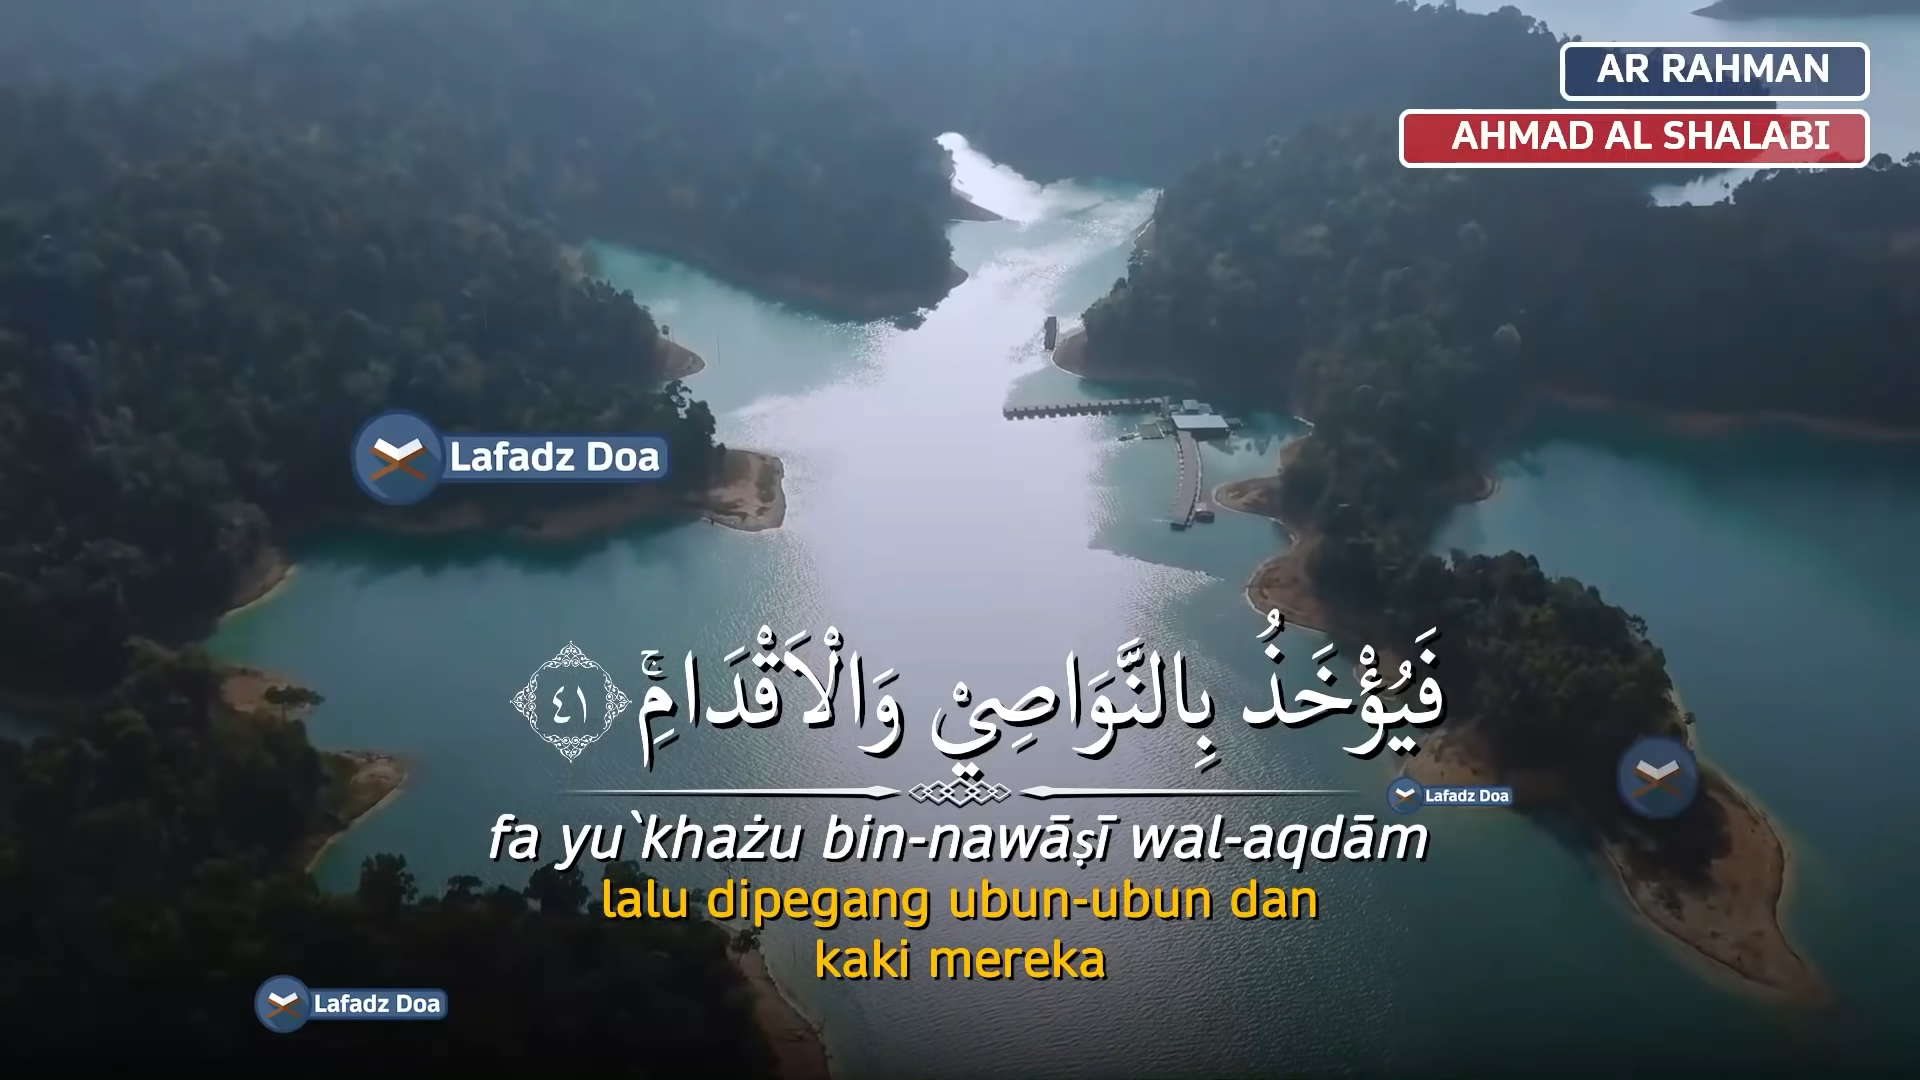 AR RAHMAN
AHMAD AL SHALABI
Lafadz Doa
فَيُؤْخَذُ بِالنَّوَاصِيْ وَالْاَقْدَامِۚ ٤١
Lafadz Doa
fa yu`khażu bin-nawāṣī wal-aqdām
lalu dipegang ubun-ubun dan
kaki mereka
Lafadz Doa